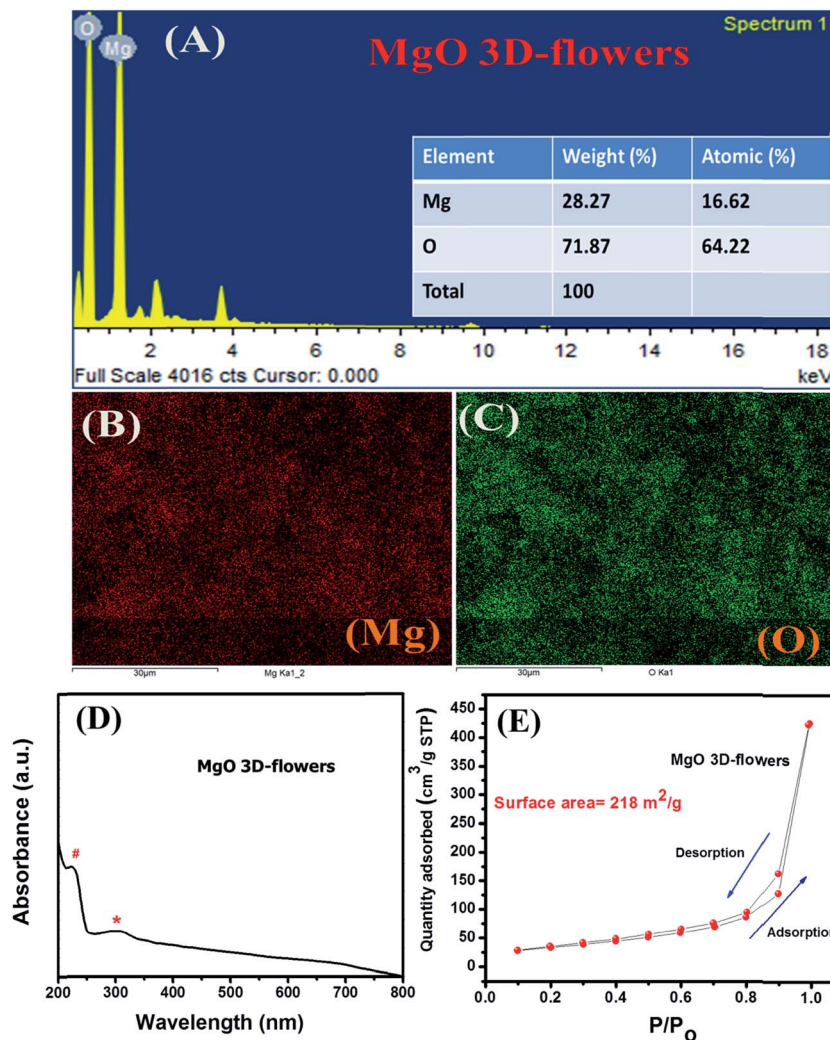 Spectrum 1
O
Mg
(A)
MgO 3D-flowers
Element Weight (%) Atomic (%)
Mg 28.27 16.62
O 71.87 64.22
Total 100
2 4 6 8 10 12 14 16 18
Full Scale 4016 cts Cursor: 0.000 keV
(B)
(Mg)
30µm Mg Ka1_2
(C)
(O)
30µm O Ka1
(D)
MgO 3D-flowers
#
*
Absorbance (a.u.)
200 300 400 500 600 700 800
Wavelength (nm)
(E)
MgO 3D-flowers
Surface area= 218 m²/g
Desorption
Adsorption
Quantity adsorbed (cm³/g STP)
450
400
350
300
250
200
150
100
50
0
0.0 0.2 0.4 0.6 0.8 1.0
P/P₀